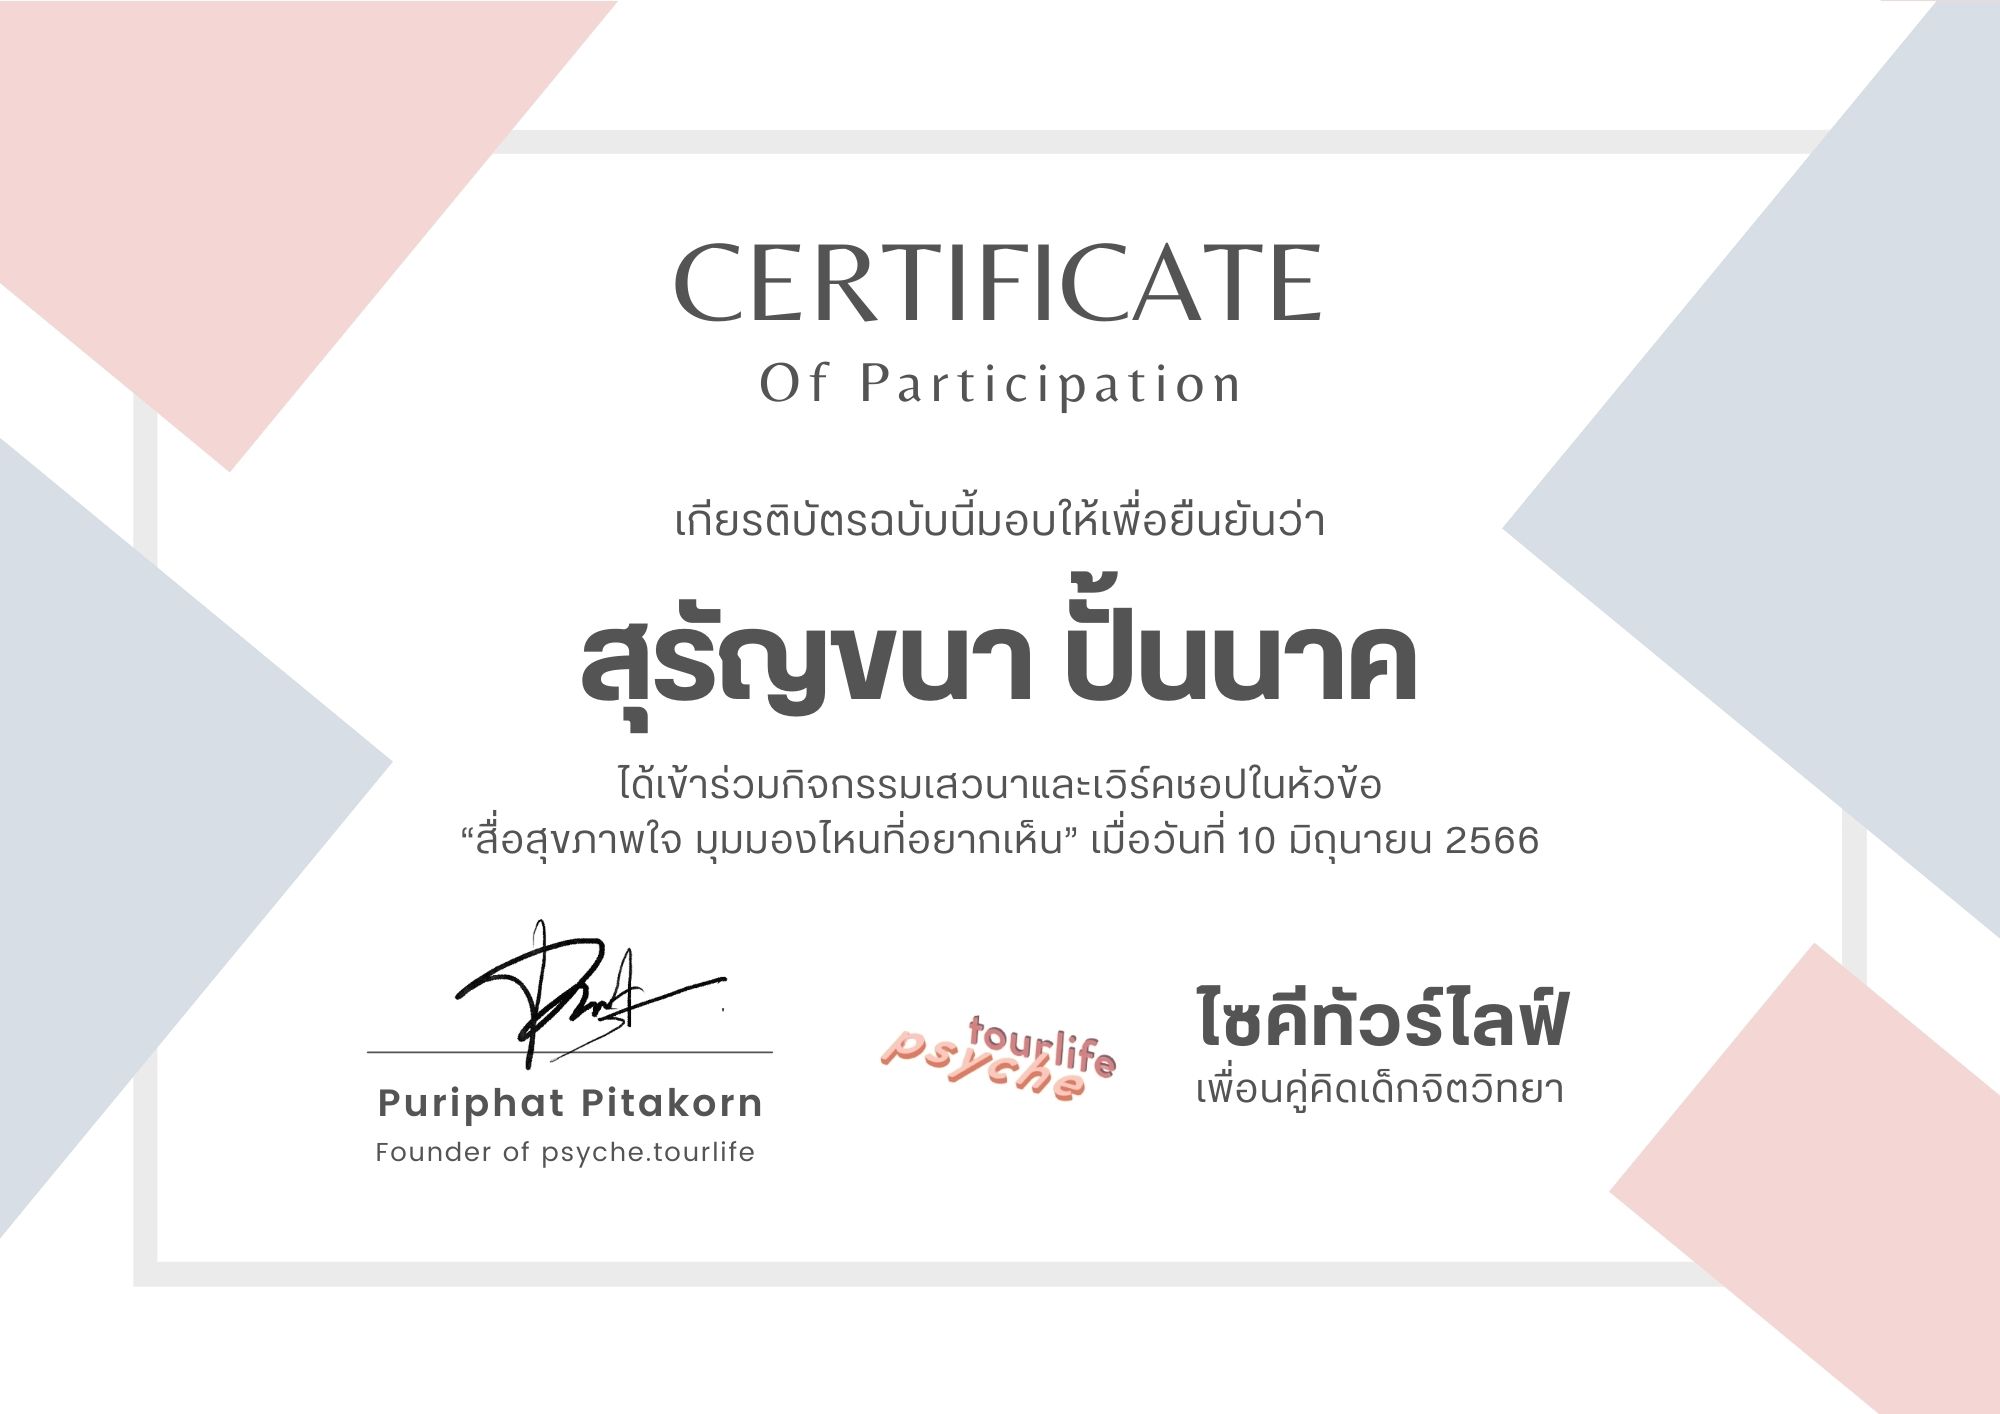 CERTIFICATE
Of Participation
เกียรติบัตรฉบับนี้มอบให้เพื่อยืนยันว่า
สุรัญขนา ปั้นนาค
ได้เข้าร่วมกิจกรรมเสวนาและเวิร์คชอปในหัวข้อ
“สื่อสุขภาพใจ มุมมองไหนที่อยากเห็น” เมื่อวันที่ 10 มิถุนายน 2566
Puriphat Pitakorn
Founder of psyche.tourlife
tourlife
psyche
ไซคีทัวร์ไลฟ์
เพื่อนคู่คิดเด็กจิตวิทยา